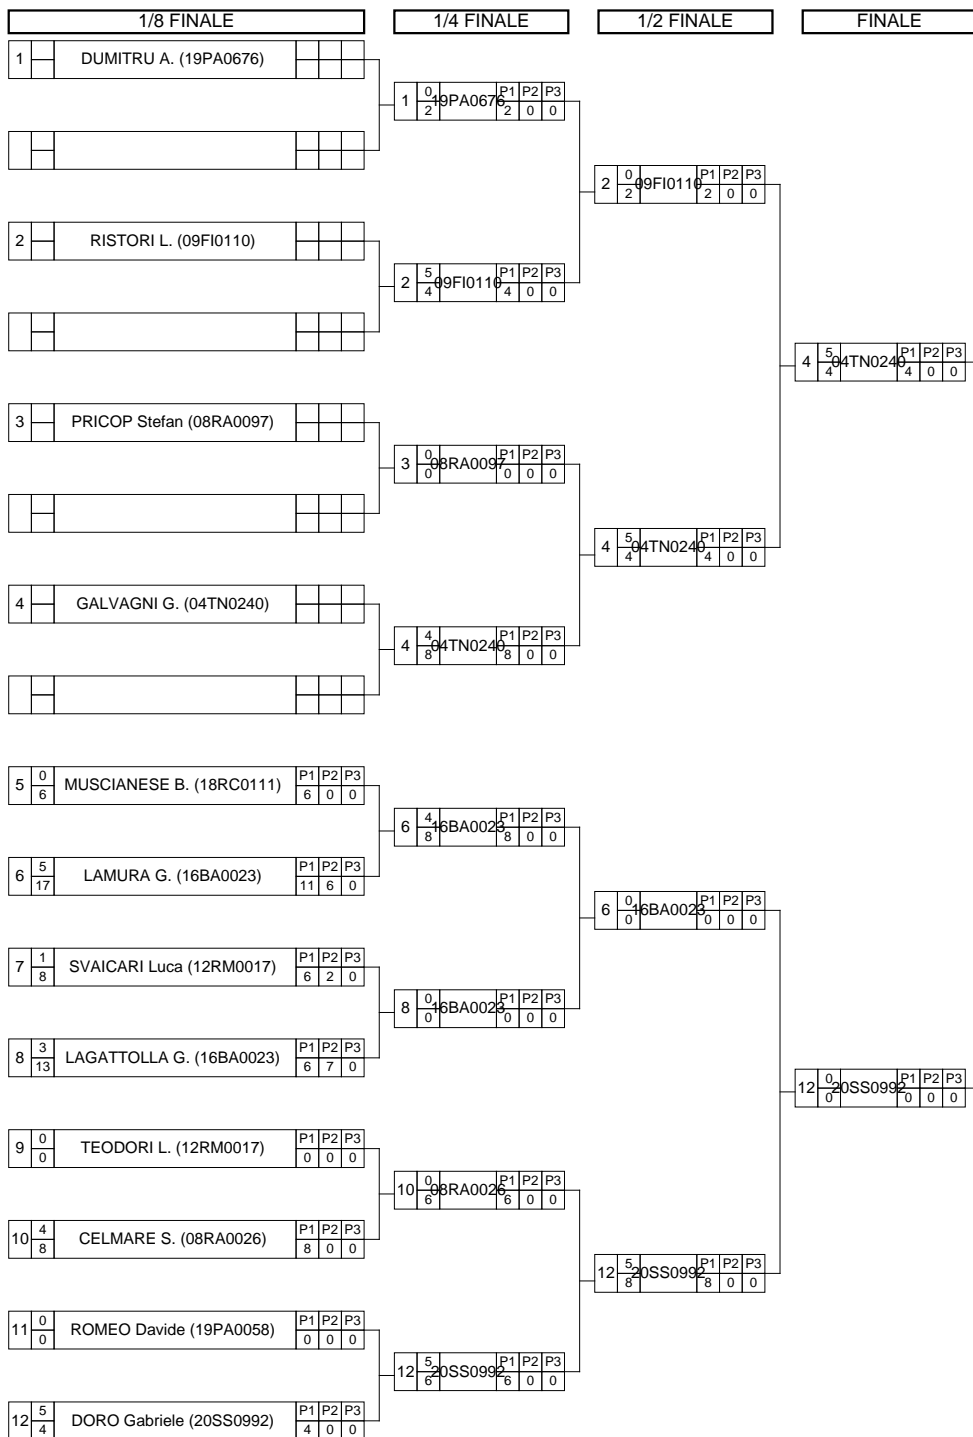 1/8 FINALE 1/4 FINALE 1/2 FINALE FINALE
1 DUMITRU A. (19PA0676)
1 0 2 19PA0676 P1 P2 P3 2 0 0
2 0 2 09FI0110 P1 P2 P3 2 0 0
2 RISTORI L. (09FI0110)
2 5 4 09FI0110 P1 P2 P3 4 0 0
4 5 4 04TN0240 P1 P2 P3 4 0 0
3 PRICOP Stefan (08RA0097)
3 0 0 08RA0097 P1 P2 P3 0 0 0
4 5 4 04TN0240 P1 P2 P3 4 0 0
4 GALVAGNI G. (04TN0240)
4 4 8 04TN0240 P1 P2 P3 8 0 0
5 0 6 MUSCIANESE B. (18RC0111) P1 P2 P3 6 0 0
6 4 8 16BA0023 P1 P2 P3 8 0 0
6 5 17 LAMURA G. (16BA0023) P1 P2 P3 11 6 0
6 0 0 16BA0023 P1 P2 P3 0 0 0
7 1 8 SVAICARI Luca (12RM0017) P1 P2 P3 6 2 0
8 0 0 16BA0023 P1 P2 P3 0 0 0
8 3 13 LAGATTOLLA G. (16BA0023) P1 P2 P3 6 7 0
12 0 0 20SS0992 P1 P2 P3 0 0 0
9 0 0 TEODORI L. (12RM0017) P1 P2 P3 0 0 0
10 0 6 08RA0026 P1 P2 P3 6 0 0
10 4 8 CELMARE S. (08RA0026) P1 P2 P3 8 0 0
12 5 8 20SS0992 P1 P2 P3 8 0 0
11 0 0 ROMEO Davide (19PA0058) P1 P2 P3 0 0 0
12 5 6 20SS0992 P1 P2 P3 6 0 0
12 5 4 DORO Gabriele (20SS0992) P1 P2 P3 4 0 0